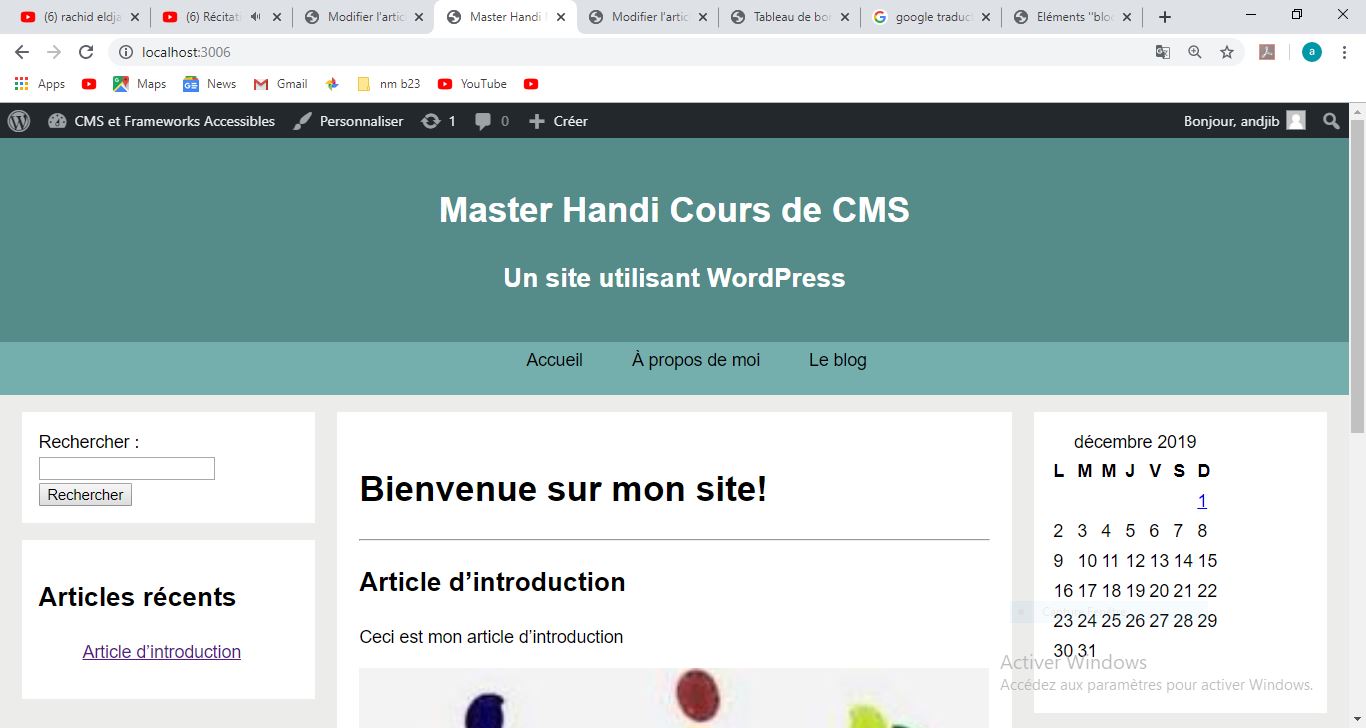 (6) rachid eldja
(6) Récitat
Modifier l'artic
Master Handi
Modifier l'artic
Tableau de bor
google traduct
Eléments "bloc
localhost:3006
Apps
Maps
News
Gmail
nm b23
YouTube
a
CMS et Frameworks Accessibles
Personnaliser
1
0
Créer
Bonjour, andjib
Master Handi Cours de CMS
Un site utilisant WordPress
Accueil
À propos de moi
Le blog
Rechercher :
Rechercher
Articles récents
Article d’introduction
Bienvenue sur mon site!
Article d’introduction
Ceci est mon article d’introduction
décembre 2019
L M M J V S D
1
2 3 4 5 6 7 8
9 10 11 12 13 14 15
16 17 18 19 20 21 22
23 24 25 26 27 28 29
30 31
Activer Windows
Accédez aux paramètres pour activer Windows.